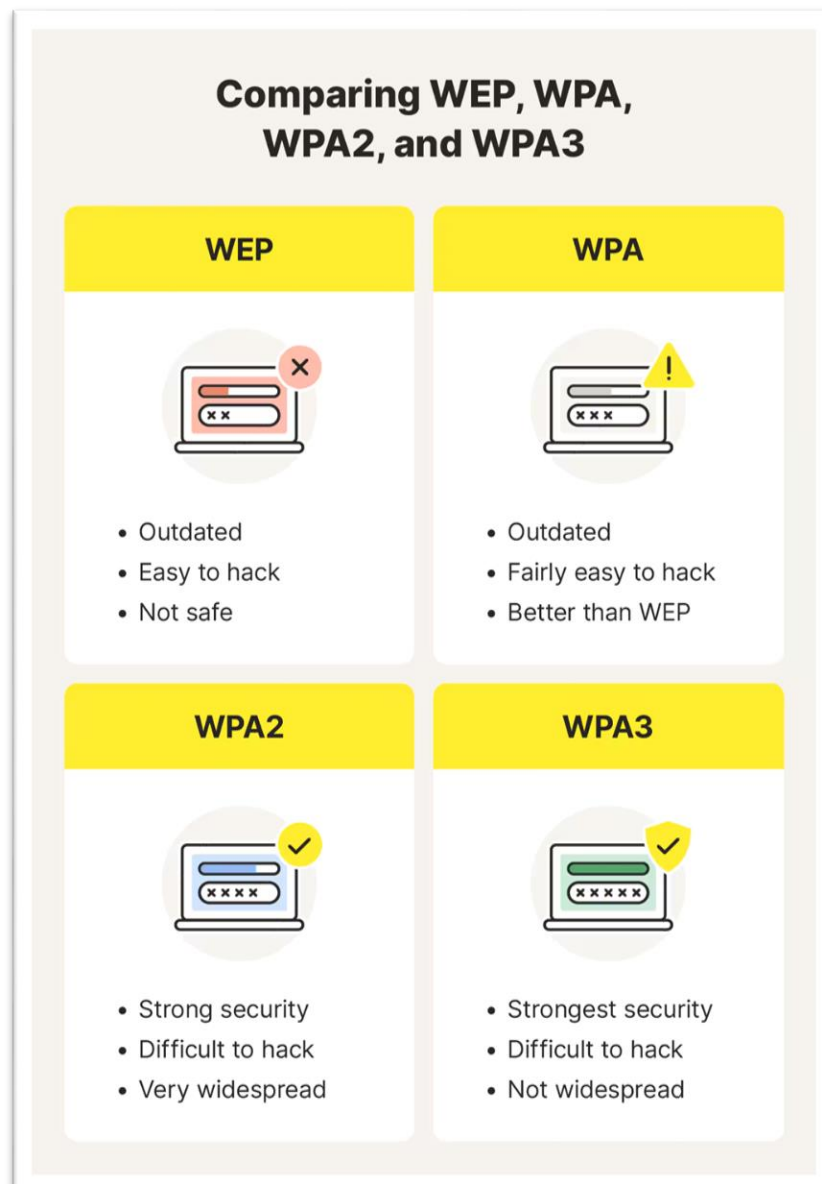 Comparing WEP, WPA,
WPA2, and WPA3
WEP
• Outdated
• Easy to hack
• Not safe
WPA
!
• Outdated
• Fairly easy to hack
• Better than WEP
WPA2
• Strong security
• Difficult to hack
• Very widespread
WPA3
• Strongest security
• Difficult to hack
• Not widespread